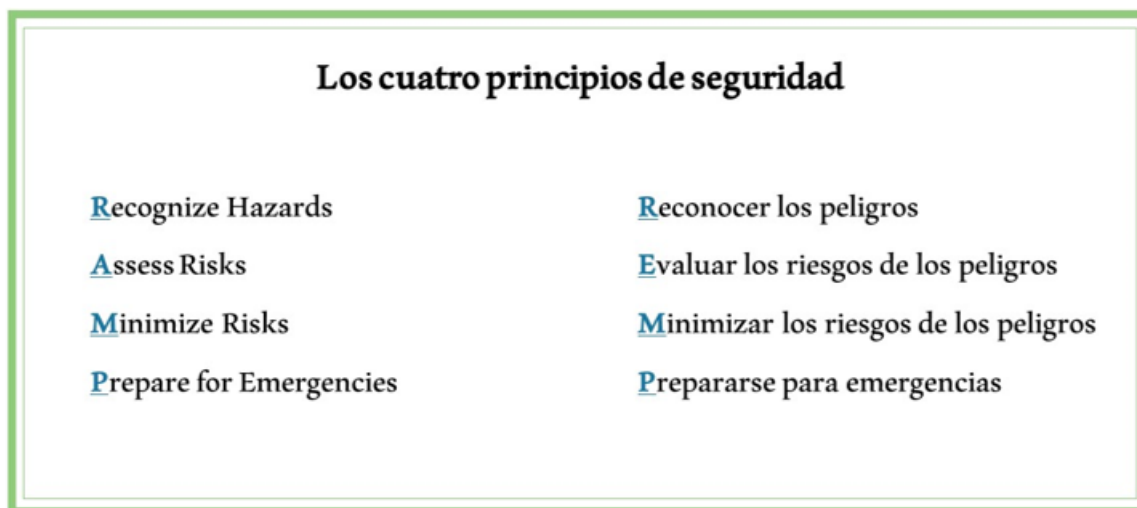 Los cuatro principios de seguridad
Recognize Hazards
Assess Risks
Minimize Risks
Prepare for Emergencies
Reconocer los peligros
Evaluar los riesgos de los peligros
Minimizar los riesgos de los peligros
Prepararse para emergencias